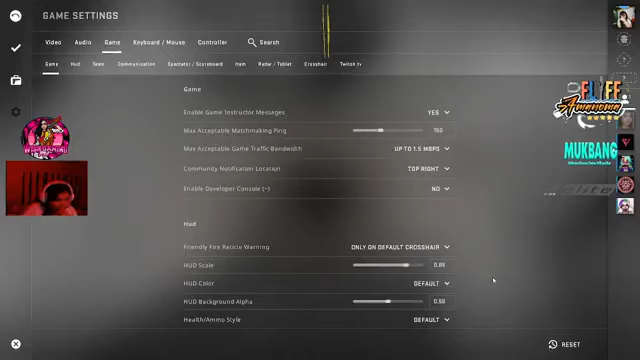 GAME SETTINGS
Video Audio Game Keyboard / Mouse Controller Search
Game Hud Team Communication Spectator / Scoreboard Item Radar / Tablet Crosshair Twitch.tv
Game
Enable Game Instructor Messages YES
Max Acceptable Matchmaking Ping 150
Max Acceptable Game Traffic Bandwidth UP TO 1.5 MBPS
Community Notification Location TOP RIGHT
Enable Developer Console (~) NO
Hud
Friendly Fire Reticle Warning ONLY ON DEFAULT CROSSHAIR
HUD Scale 0.85
HUD Color DEFAULT
HUD Background Alpha 0.50
Health/Ammo Style DEFAULT
RESET
FLIFF
Amanoma
MUKBANG
elite